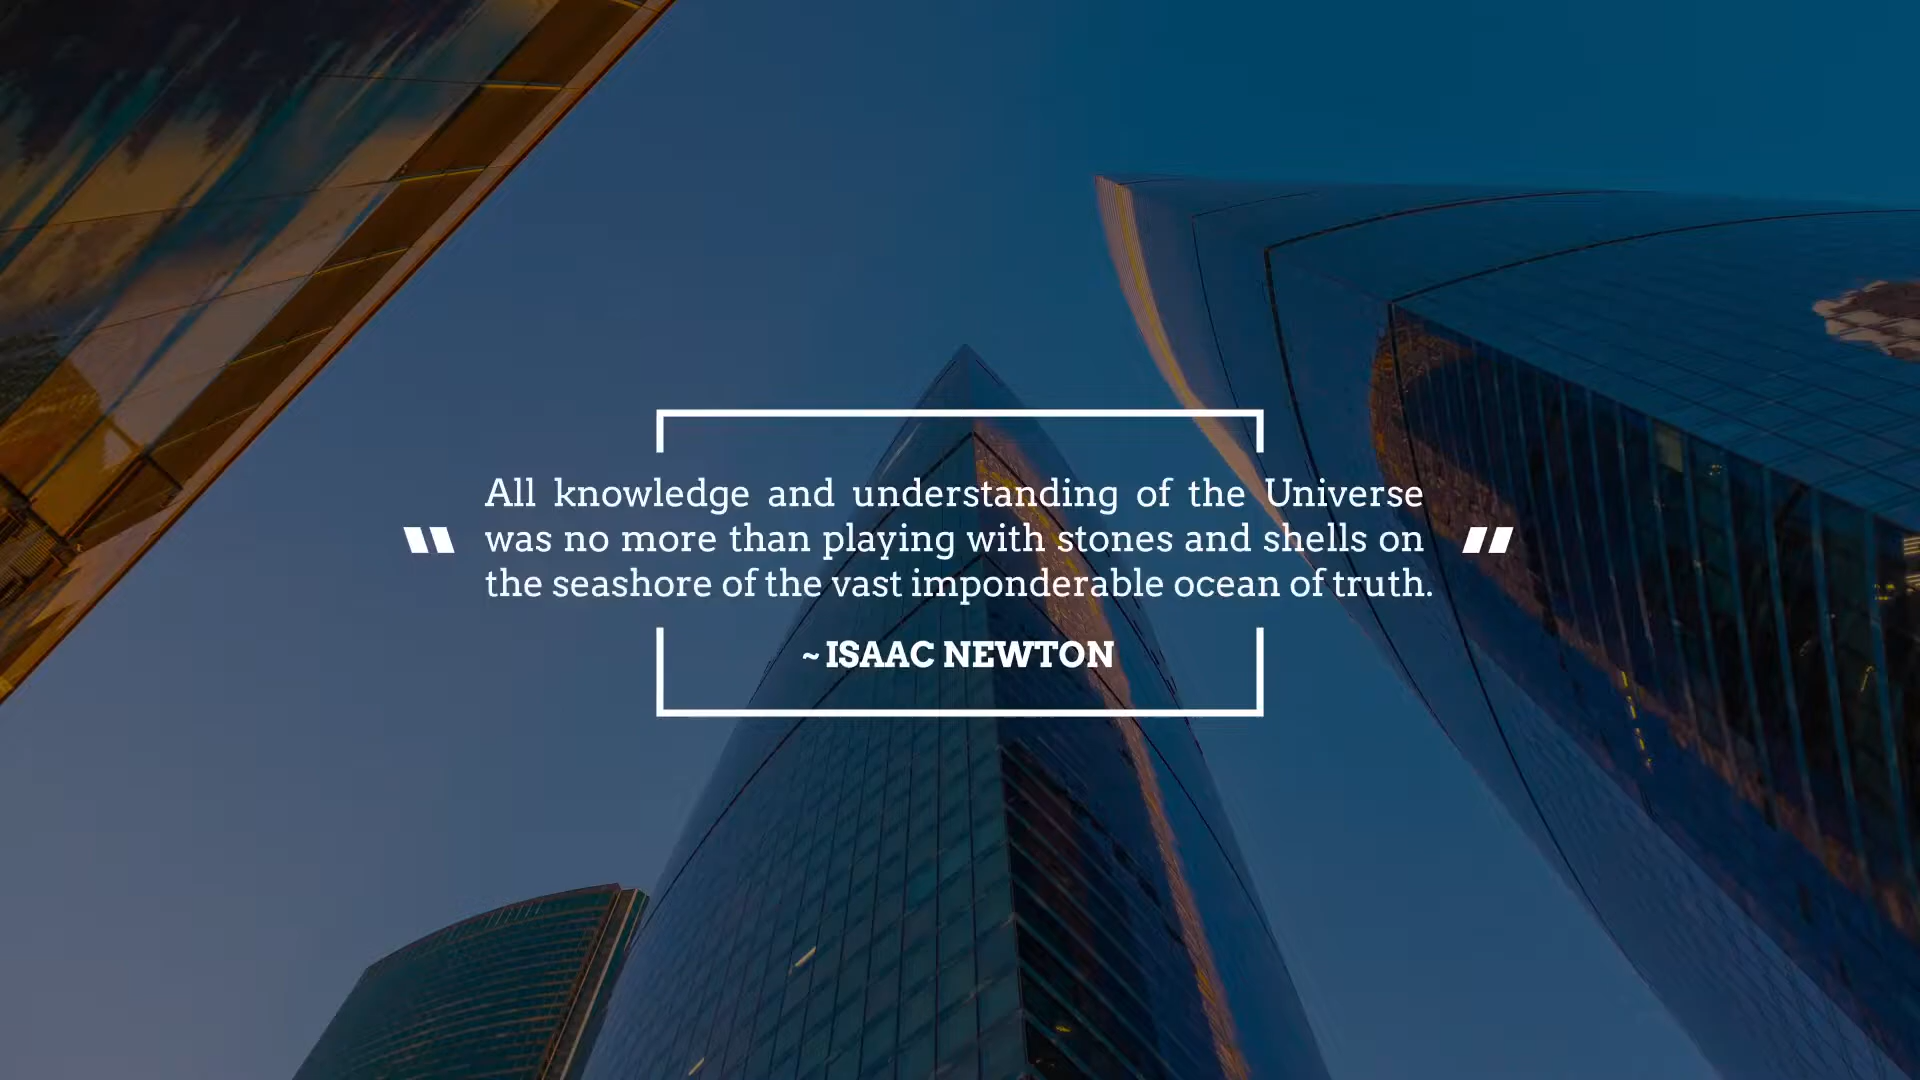 All knowledge and understanding of the Universe
was no more than playing with stones and shells on
the seashore of the vast imponderable ocean of truth.
~ ISAAC NEWTON